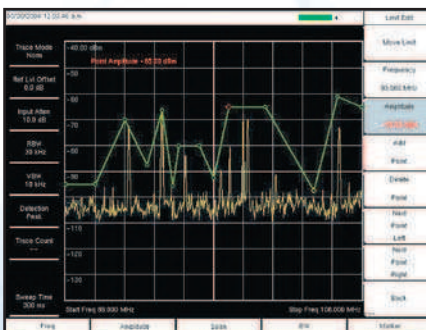 Limit Edit
Trace Mode
None
Ref Lvl Offset
0.0 dB
Input Atten
10.0 dB
RBW
30 kHz
VBW
10 kHz
Detection
Peak
Trace Count
---
Sweep Time
300 ms
-40.00 dBm
Point Amplitude
-50
-60
-70
-80
-90
-100
-110
-120
-130
Start Freq 88.000 MHz
Stop Freq 108.000 MHz
Move Limit
Frequency
Amplitude
Add
Point
Delete
Point
Next
Point
Left
Next
Point
Right
Back
Freq
Amplitude
Span
BW
Marker